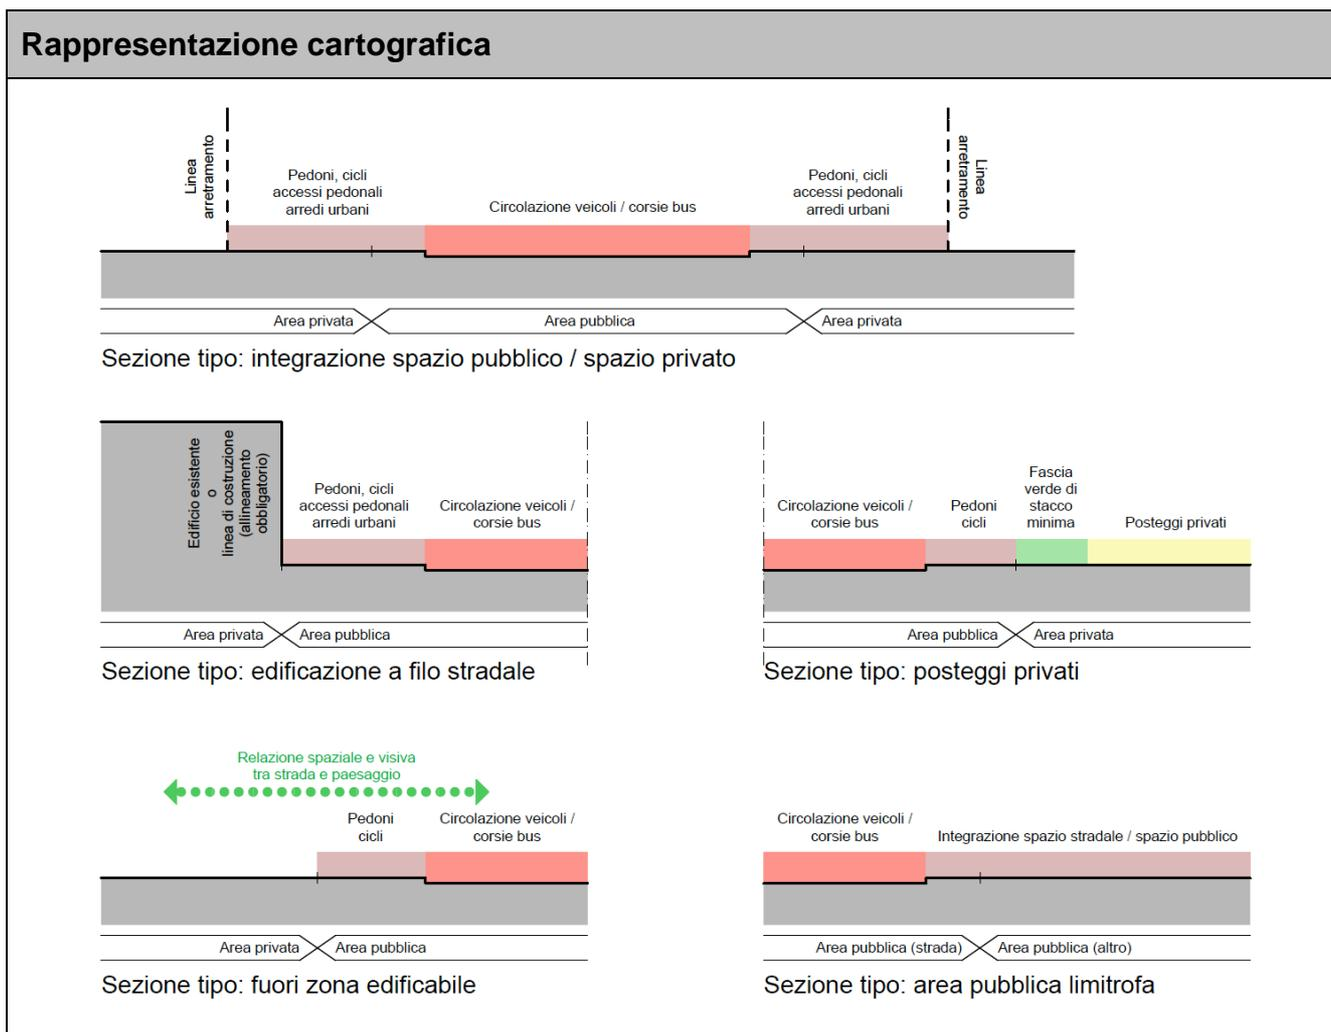 Rappresentazione cartografica
Linea
arretramento
Pedoni, cicli
accessi pedonali
arredi urbani
Circolazione veicoli / corsie bus
Pedoni, cicli
accessi pedonali
arredi urbani
Linea
arretramento
Area privata
Area pubblica
Area privata
Sezione tipo: integrazione spazio pubblico / spazio privato
Edificio esistente
o
linea di costruzione
(allineamento
obbligatorio)
Pedoni, cicli
accessi pedonali
arredi urbani
Circolazione veicoli /
corsie bus
Area privata
Area pubblica
Sezione tipo: edificazione a filo stradale
Circolazione veicoli /
corsie bus
Pedoni
cicli
Fascia
verde di
stacco
minima
Posteggi privati
Area pubblica
Area privata
Sezione tipo: posteggi privati
Relazione spaziale e visiva
tra strada e paesaggio
Pedoni
cicli
Circolazione veicoli /
corsie bus
Area privata
Area pubblica
Sezione tipo: fuori zona edificabile
Circolazione veicoli /
corsie bus
Integrazione spazio stradale / spazio pubblico
Area pubblica (strada)
Area pubblica (altro)
Sezione tipo: area pubblica limitrofa